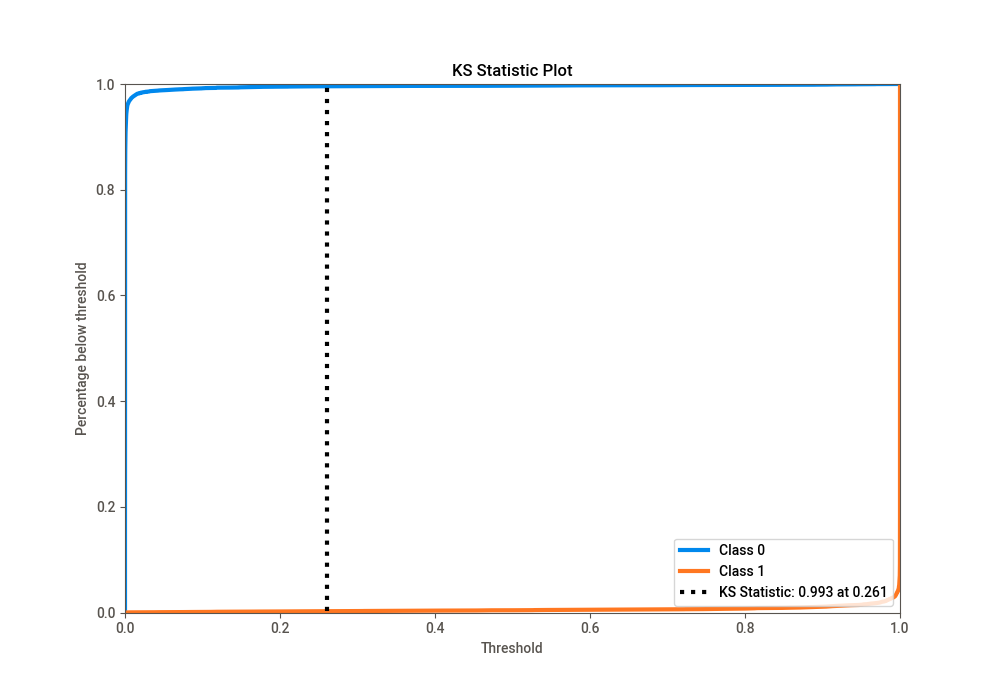 KS Statistic Plot
1.0
0.8
0.6
0.4
0.2
0.0
Percentage below threshold
Class 0
Class 1
KS Statistic: 0.993 at 0.261
0.0 0.2 0.4 0.6 0.8 1.0
Threshold